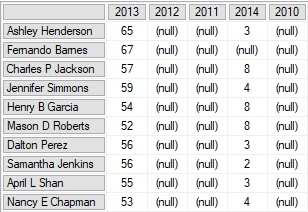 2013 2012 2011 2014 2010
Ashley Henderson 65 (null) (null) 3 (null)
Fernando Barnes 67 (null) (null) (null) (null)
Charles P Jackson 57 (null) (null) 8 (null)
Jennifer Simmons 59 (null) (null) 4 (null)
Henry B Garcia 54 (null) (null) 8 (null)
Mason D Roberts 52 (null) (null) 8 (null)
Dalton Perez 56 (null) (null) 3 (null)
Samantha Jenkins 56 (null) (null) 2 (null)
April L Shan 55 (null) (null) 3 (null)
Nancy E Chapman 53 (null) (null) 4 (null)